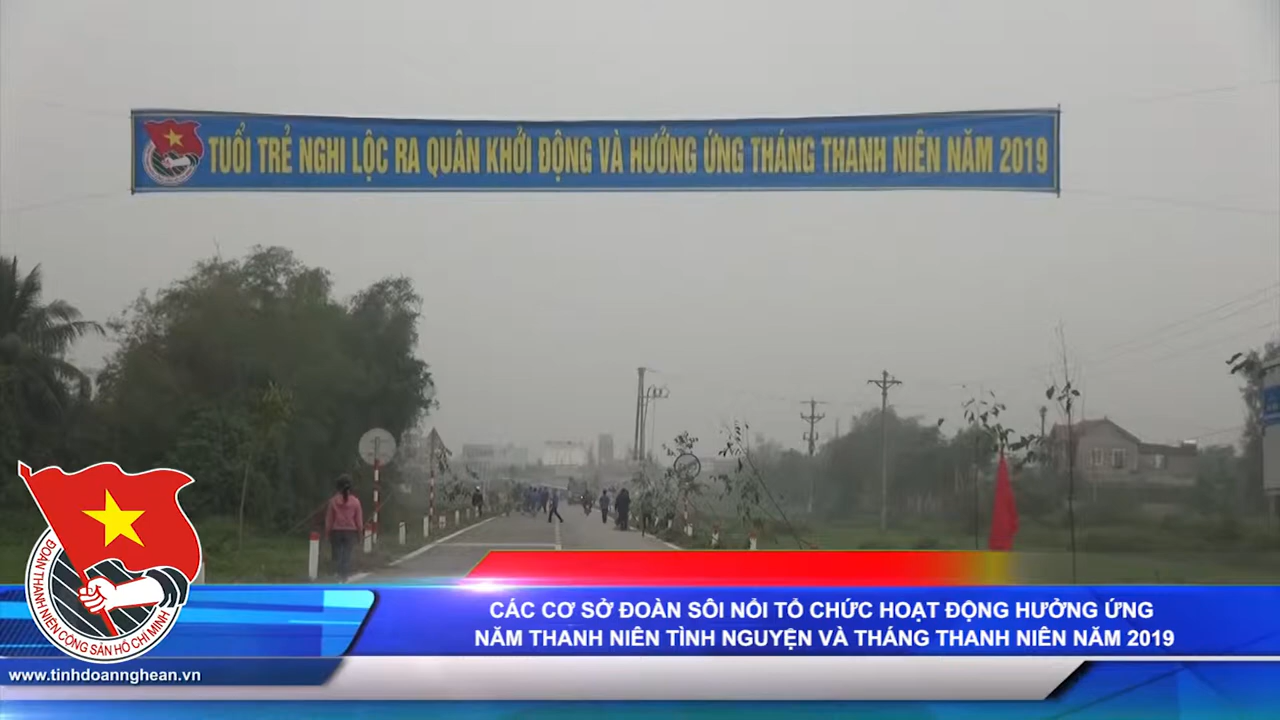 TUỔI TRẺ NGHI LỘC RA QUÂN KHỞI ĐỘNG VÀ HƯỞNG ỨNG THÁNG THANH NIÊN NĂM 2019
ĐOÀN THANH NIÊN CỘNG SẢN HỒ CHÍ MINH
CÁC CƠ SỞ ĐOÀN SÔI NỔI TỔ CHỨC HOẠT ĐỘNG HƯỞNG ỨNG
NĂM THANH NIÊN TÌNH NGUYỆN VÀ THÁNG THANH NIÊN NĂM 2019
www.tinhdoannghean.vn